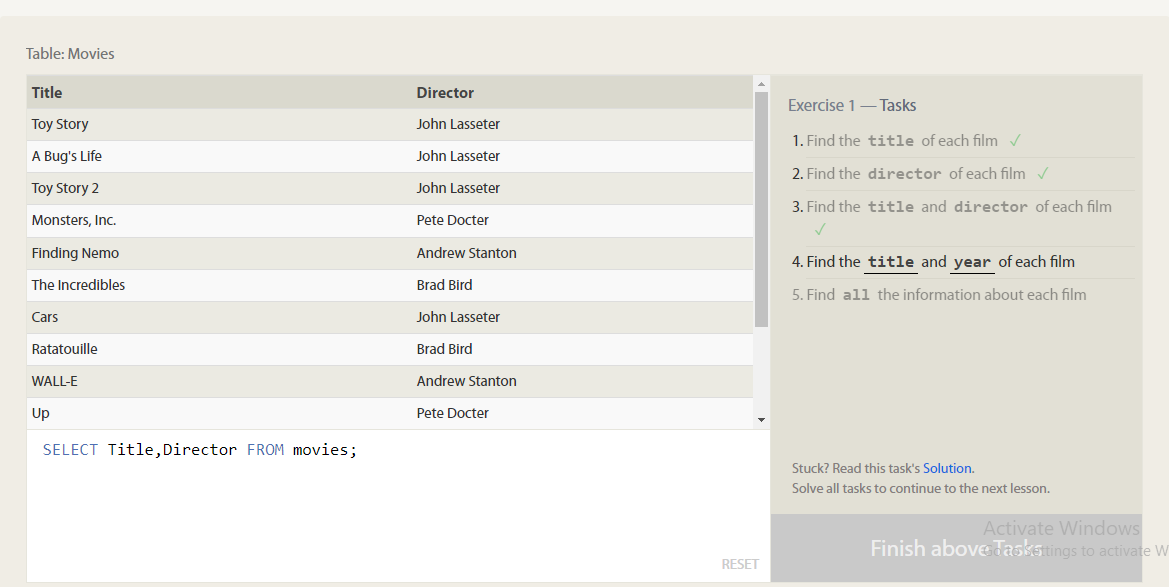 Table: Movies
Title Director
Toy Story John Lasseter
A Bug's Life John Lasseter
Toy Story 2 John Lasseter
Monsters, Inc. Pete Docter
Finding Nemo Andrew Stanton
The Incredibles Brad Bird
Cars John Lasseter
Ratatouille Brad Bird
WALL-E Andrew Stanton
Up Pete Docter
SELECT Title,Director FROM movies;
RESET
Exercise 1 — Tasks
1. Find the title of each film ✓
2. Find the director of each film ✓
3. Find the title and director of each film
✓
4. Find the title and year of each film
5. Find all the information about each film
Stuck? Read this task's Solution.
Solve all tasks to continue to the next lesson.
Finish above Tasks
Activate Windows
Go to Settings to activate W